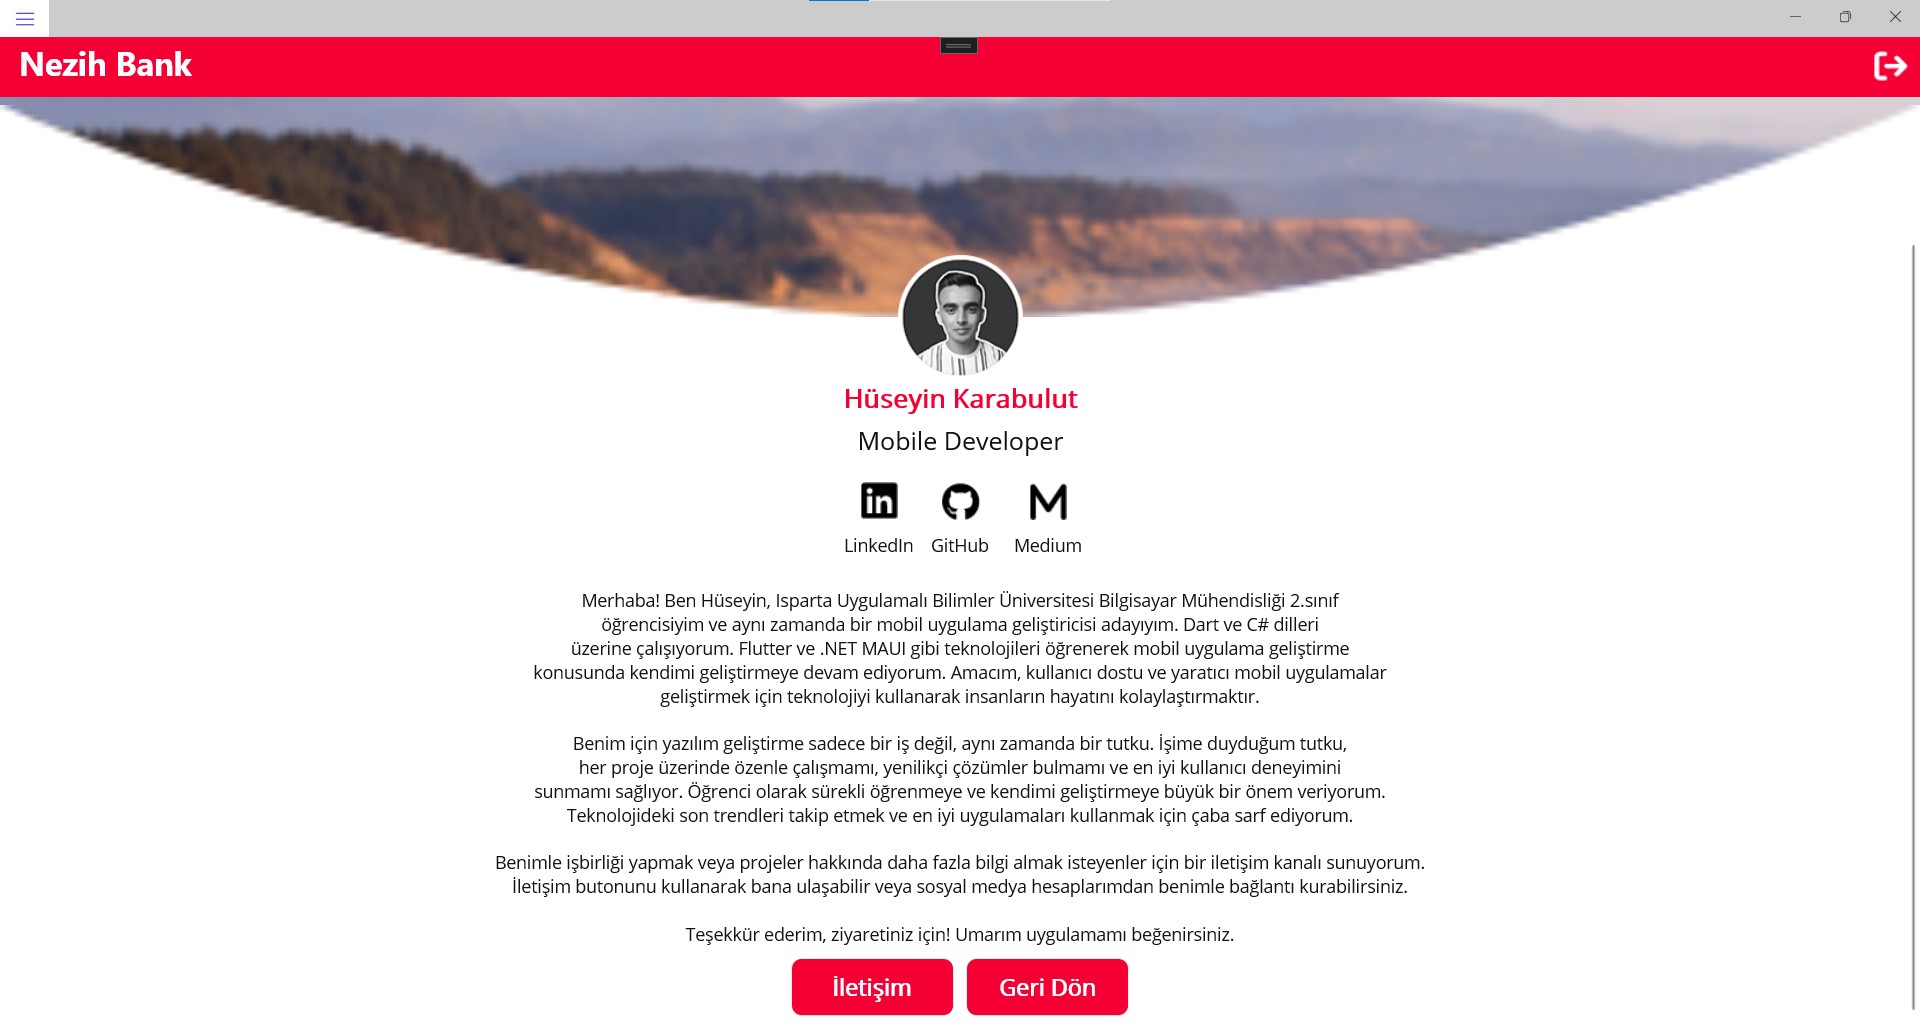 Nezih Bank
Hüseyin Karabulut
Mobile Developer
LinkedIn GitHub Medium
Merhaba! Ben Hüseyin, Isparta Uygulamalı Bilimler Üniversitesi Bilgisayar Mühendisliği 2.sınıf
öğrencisiyim ve aynı zamanda bir mobil uygulama geliştiricisi adayıyım. Dart ve C# dilleri
üzerine çalışıyorum. Flutter ve .NET MAUI gibi teknolojileri öğrenerek mobil uygulama geliştirme
konusunda kendimi geliştirmeye devam ediyorum. Amacım, kullanıcı dostu ve yaratıcı mobil uygulamalar
geliştirmek için teknolojiyi kullanarak insanların hayatını kolaylaştırmaktır.
Benim için yazılım geliştirme sadece bir iş değil, aynı zamanda bir tutku. İşime duyduğum tutku,
her proje üzerinde özenle çalışmamı, yenilikçi çözümler bulmamı ve en iyi kullanıcı deneyimini
sunmamı sağlıyor. Öğrenci olarak sürekli öğrenmeye ve kendimi geliştirmeye büyük bir önem veriyorum.
Teknolojideki son trendleri takip etmek ve en iyi uygulamaları kullanmak için çaba sarf ediyorum.
Benimle işbirliği yapmak veya projeler hakkında daha fazla bilgi almak isteyenler için bir iletişim kanalı sunuyorum.
İletişim butonunu kullanarak bana ulaşabilir veya sosyal medya hesaplarımdan benimle bağlantı kurabilirsiniz.
Teşekkür ederim, ziyaretiniz için! Umarım uygulamamı beğenirsiniz.
İletişim Geri Dön